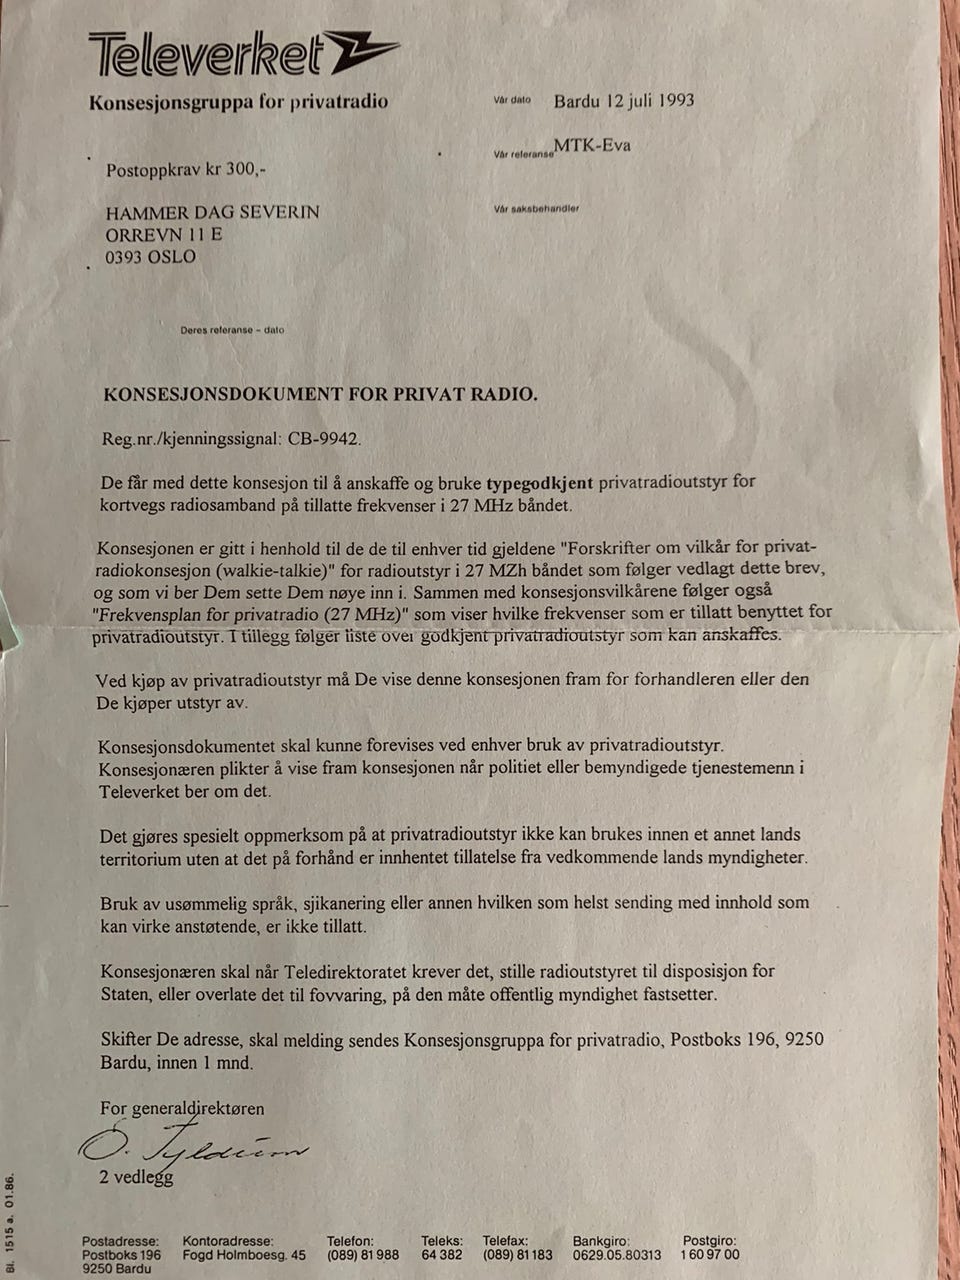 Televerket
Konsesjonsgruppa for privatradio
Vår dato Bardu 12 juli 1993
Vår referanse MTK-Eva
Postoppkrav kr 300,-
Vår saksbehandler
HAMMER DAG SEVERIN
ORREVN 11 E
0393 OSLO
Deres referanse – dato
KONSESJONSDOKUMENT FOR PRIVAT RADIO.
Reg.nr./kjenningssignal: CB-9942.
De får med dette konsesjon til å anskaffe og bruke typegodkjent privatradioutstyr for
kortvegs radiosamband på tillatte frekvenser i 27 MHz båndet.
Konsesjonen er gitt i henhold til de de til enhver tid gjeldene "Forskrifter om vilkår for privat-
radiokonsesjon (walkie-talkie)" for radioutstyr i 27 MZh båndet som følger vedlagt dette brev,
og som vi ber Dem sette Dem nøye inn i. Sammen med konsesjonsvilkårene følger også
"Frekvensplan for privatradio (27 MHz)" som viser hvilke frekvenser som er tillatt benyttet for
privatradioutstyr. I tillegg følger liste over godkjent privatradioutstyr som kan anskaffes.
Ved kjøp av privatradioutstyr må De vise denne konsesjonen fram for forhandleren eller den
De kjøper utstyr av.
Konsesjonsdokumentet skal kunne forevises ved enhver bruk av privatradioutstyr.
Konsesjonæren plikter å vise fram konsesjonen når politiet eller bemyndigede tjenestemenn i
Televerket ber om det.
Det gjøres spesielt oppmerksom på at privatradioutstyr ikke kan brukes innen et annet lands
territorium uten at det på forhånd er innhentet tillatelse fra vedkommende lands myndigheter.
Bruk av usømmelig språk, sjikanering eller annen hvilken som helst sending med innhold som
kan virke anstøtende, er ikke tillatt.
Konsesjonæren skal når Teledirektoratet krever det, stille radioutstyret til disposisjon for
Staten, eller overlate det til fovvaring, på den måte offentlig myndighet fastsetter.
Skifter De adresse, skal melding sendes Konsesjonsgruppa for privatradio, Postboks 196, 9250
Bardu, innen 1 mnd.
For generaldirektøren
2 vedlegg
Bl. 1515 a. 01.86.
Postadresse: Kontoradresse: Telefon: Teleks: Telefax: Bankgiro: Postgiro:
Postboks 196 Fogd Holmboesg. 45 (089) 81 988 64 382 (089) 81 183 0629.05.80313 1 60 97 00
9250 Bardu